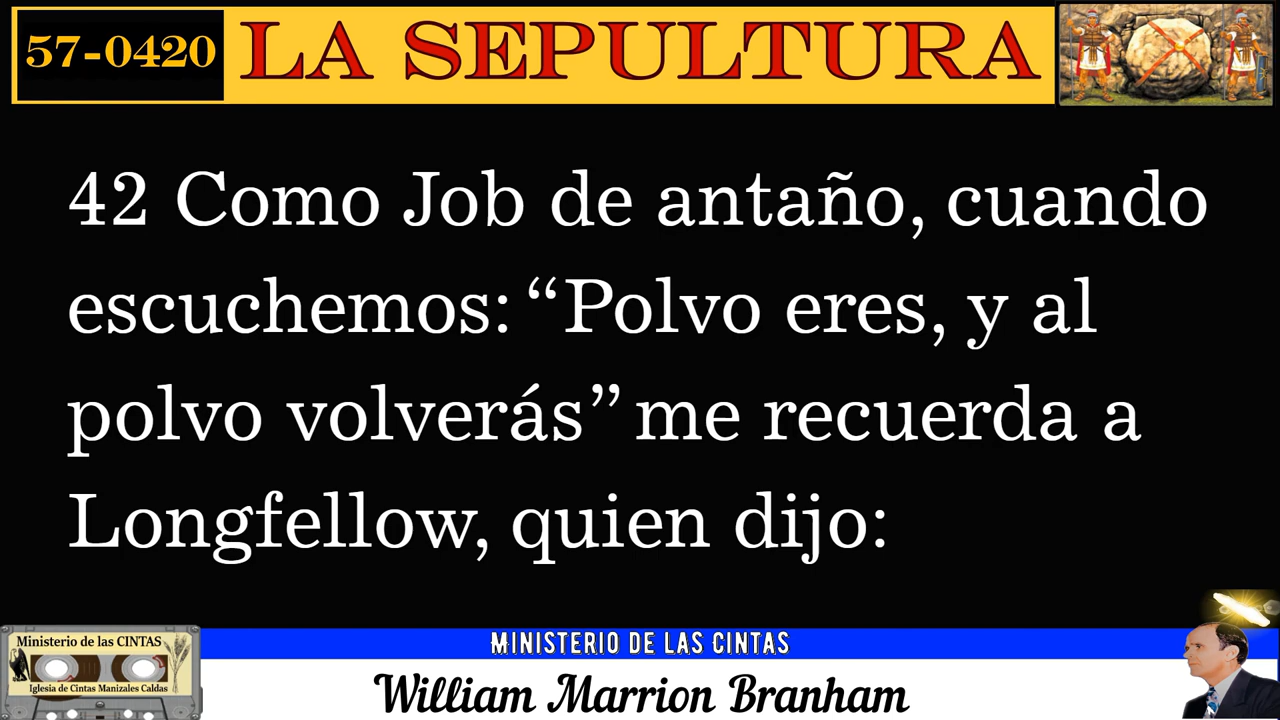 57-0420 LA SEPULTURA
42 Como Job de antaño, cuando
escuchemos: “Polvo eres, y al
polvo volverás” me recuerda a
Longfellow, quien dijo:
Ministerio de las CINTAS
Iglesia de Cintas Manizales Caldas
MINISTERIO DE LAS CINTAS
William Marrion Branham